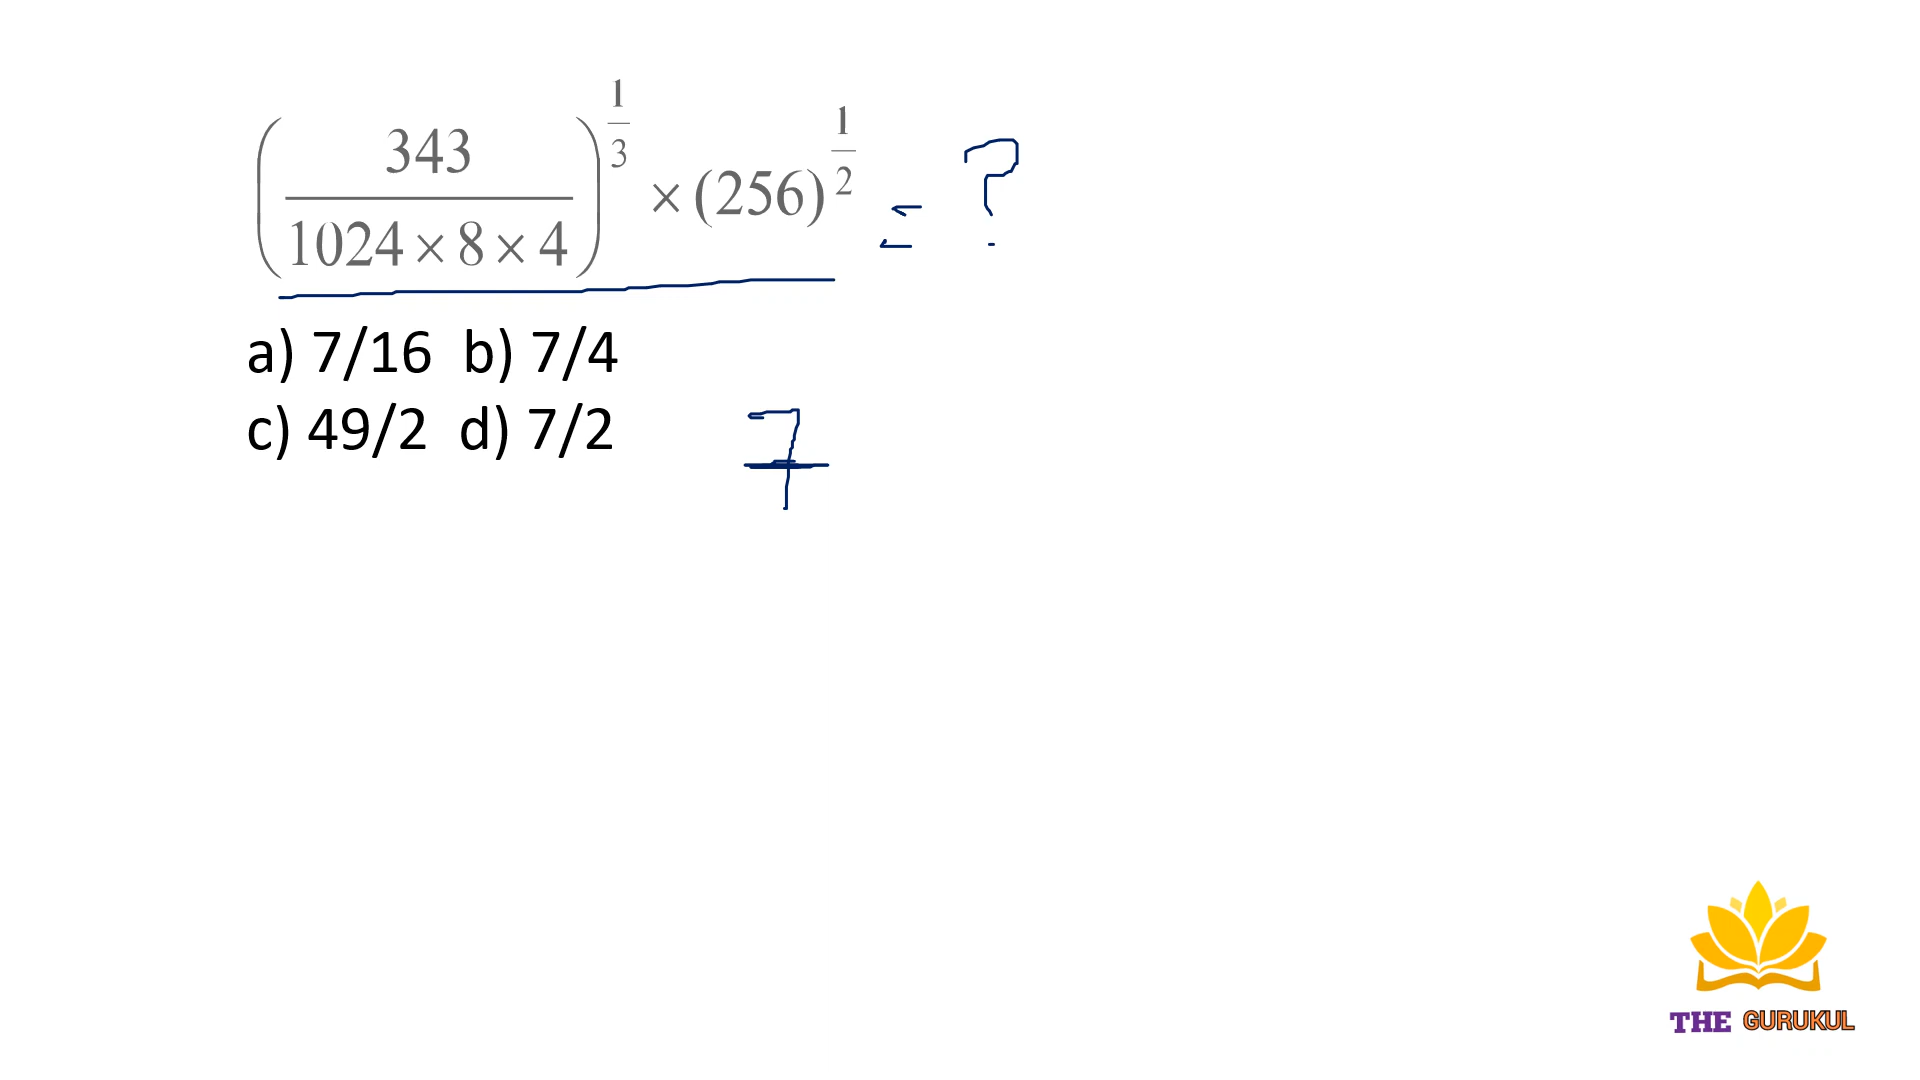 (343 / (1024 × 8 × 4))^(1/3) × (256)^(1/2) = ?
a) 7/16 b) 7/4
c) 49/2 d) 7/2
7
THE GURUKUL